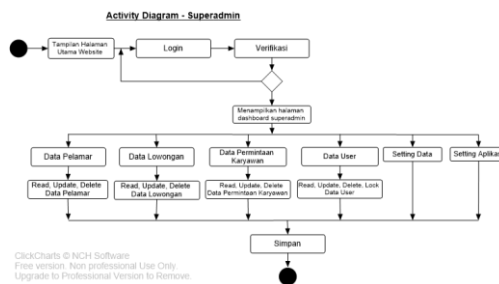 Activity Diagram - Superadmin
Tampilan Halaman
Utama Website
Login
Verifikasi
Menampilkan halaman
dashboard superadmin
Data Pelamar
Data Lowongan
Data Permintaan
Karyawan
Data User
Setting Data
Setting Aplikasi
Read, Update, Delete
Data Pelamar
Read, Update, Delete
Data Lowongan
Read, Update, Delete
Data Permintaan Karyawan
Read, Update, Delete, Look
Data User
Simpan
ClickCharts © NCH Software
Free version. Non professional Use Only.
Upgrade to Professional Version to Remove.